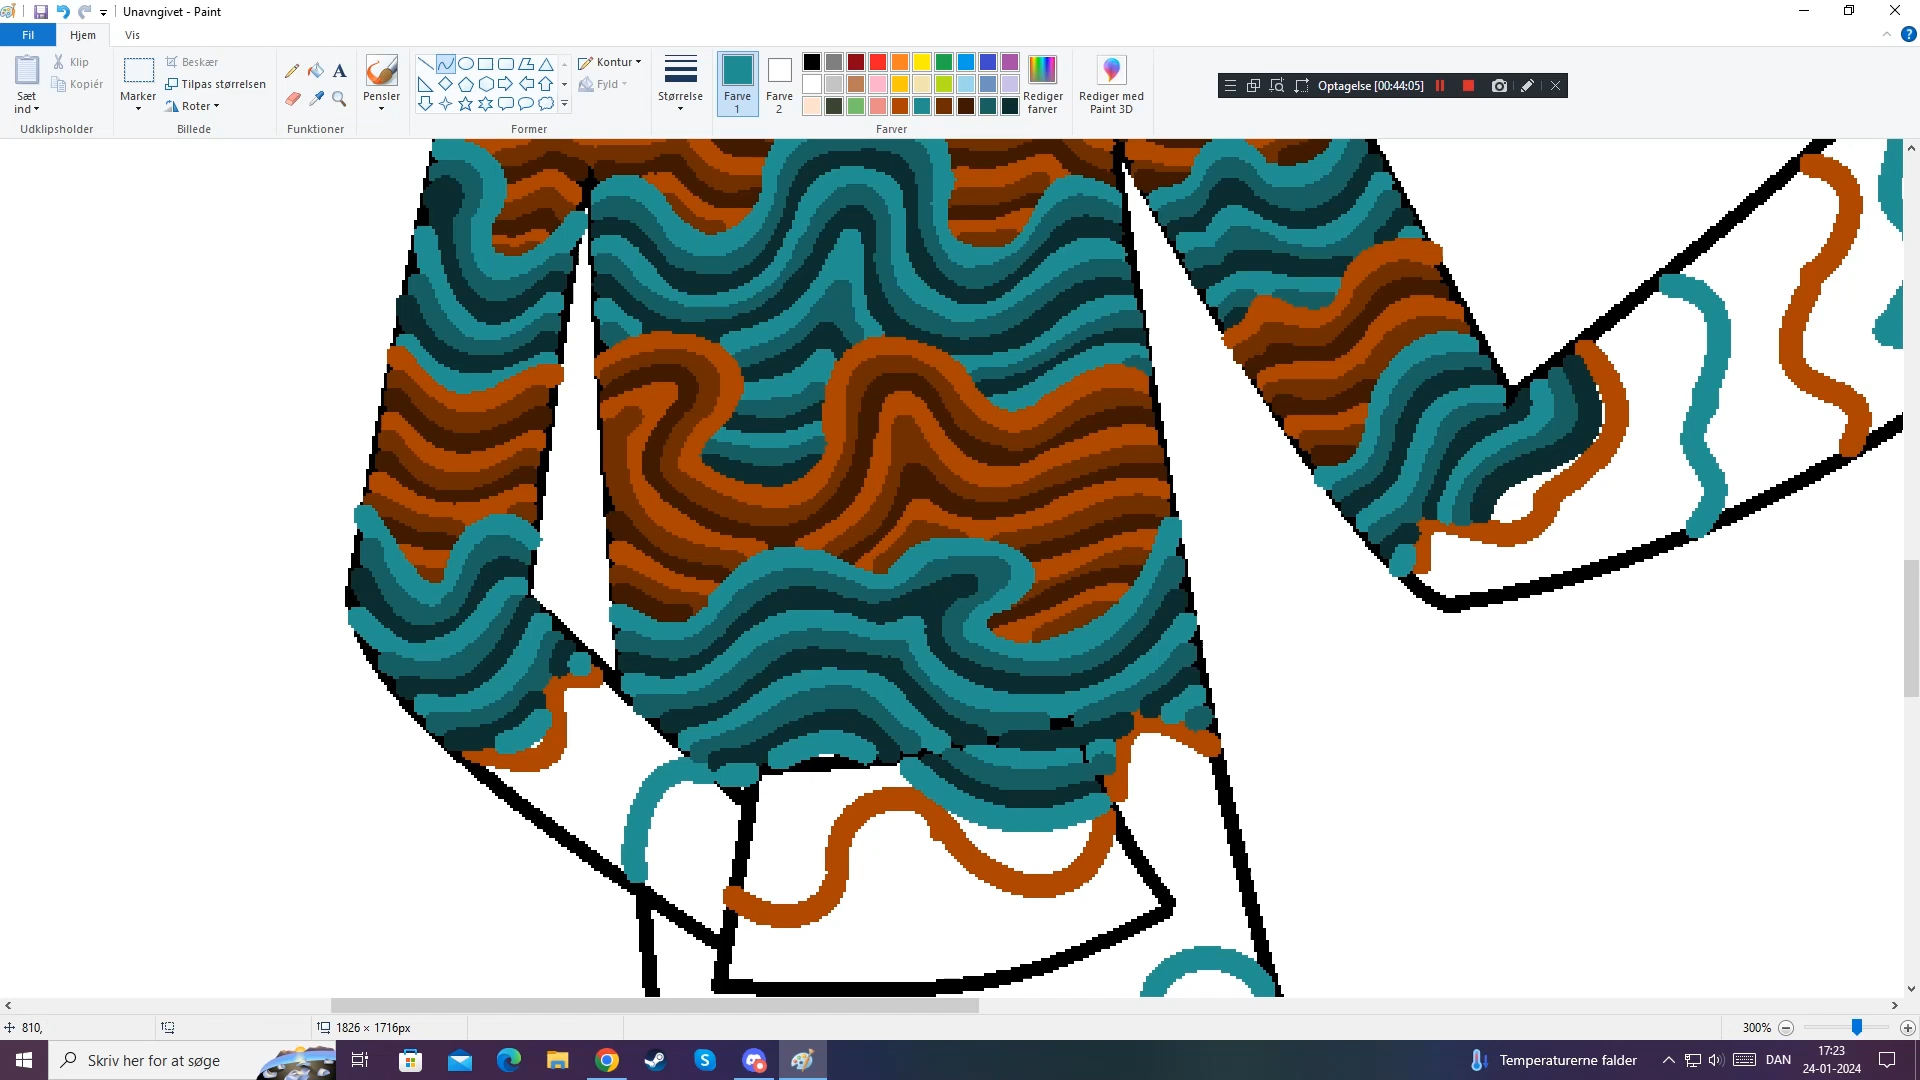 Unavngivet - Paint
Fil
Hjem
Vis
Sæt
ind
Klip
Kopiér
Udklipsholder
Marker
Beskær
Tilpas størrelsen
Roter
Billede
A
Funktioner
Pensler
Kontur
Fyld
Former
Størrelse
Farve
1
Farve
2
Rediger
farver
Farver
Rediger med
Paint 3D
Optagelse [00:44:05]
?
810,
1826 × 1716px
300%
Skriv her for at søge
Temperaturerne falder
DAN
17:23
24-01-2024